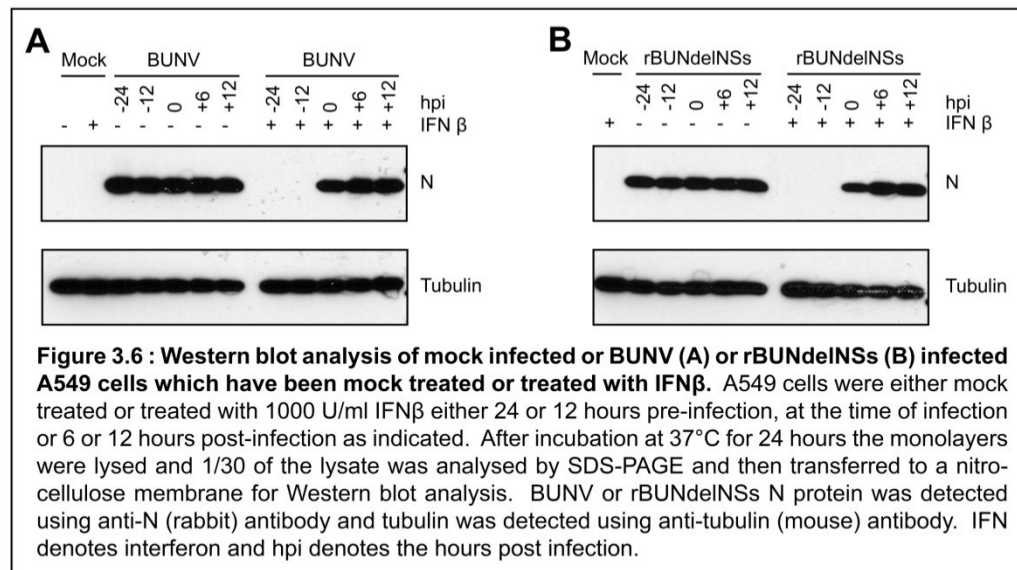 A
B
Mock BUNV BUNV
Mock rBUNdelNSs rBUNdelNSs
-24 -12 0 +6 +12 -24 -12 0 +6 +12 hpi
-24 -12 0 +6 +12 -24 -12 0 +6 +12 hpi
- + - - - - - + + + + + IFN β
+ - - - - - + + + + + IFN β
N
N
Tubulin
Tubulin
Figure 3.6 : Western blot analysis of mock infected or BUNV (A) or rBUNdelNSs (B) infected
A549 cells which have been mock treated or treated with IFNβ. A549 cells were either mock
treated or treated with 1000 U/ml IFNβ either 24 or 12 hours pre-infection, at the time of infection
or 6 or 12 hours post-infection as indicated. After incubation at 37°C for 24 hours the monolayers
were lysed and 1/30 of the lysate was analysed by SDS-PAGE and then transferred to a nitro-
cellulose membrane for Western blot analysis. BUNV or rBUNdelNSs N protein was detected
using anti-N (rabbit) antibody and tubulin was detected using anti-tubulin (mouse) antibody. IFN
denotes interferon and hpi denotes the hours post infection.